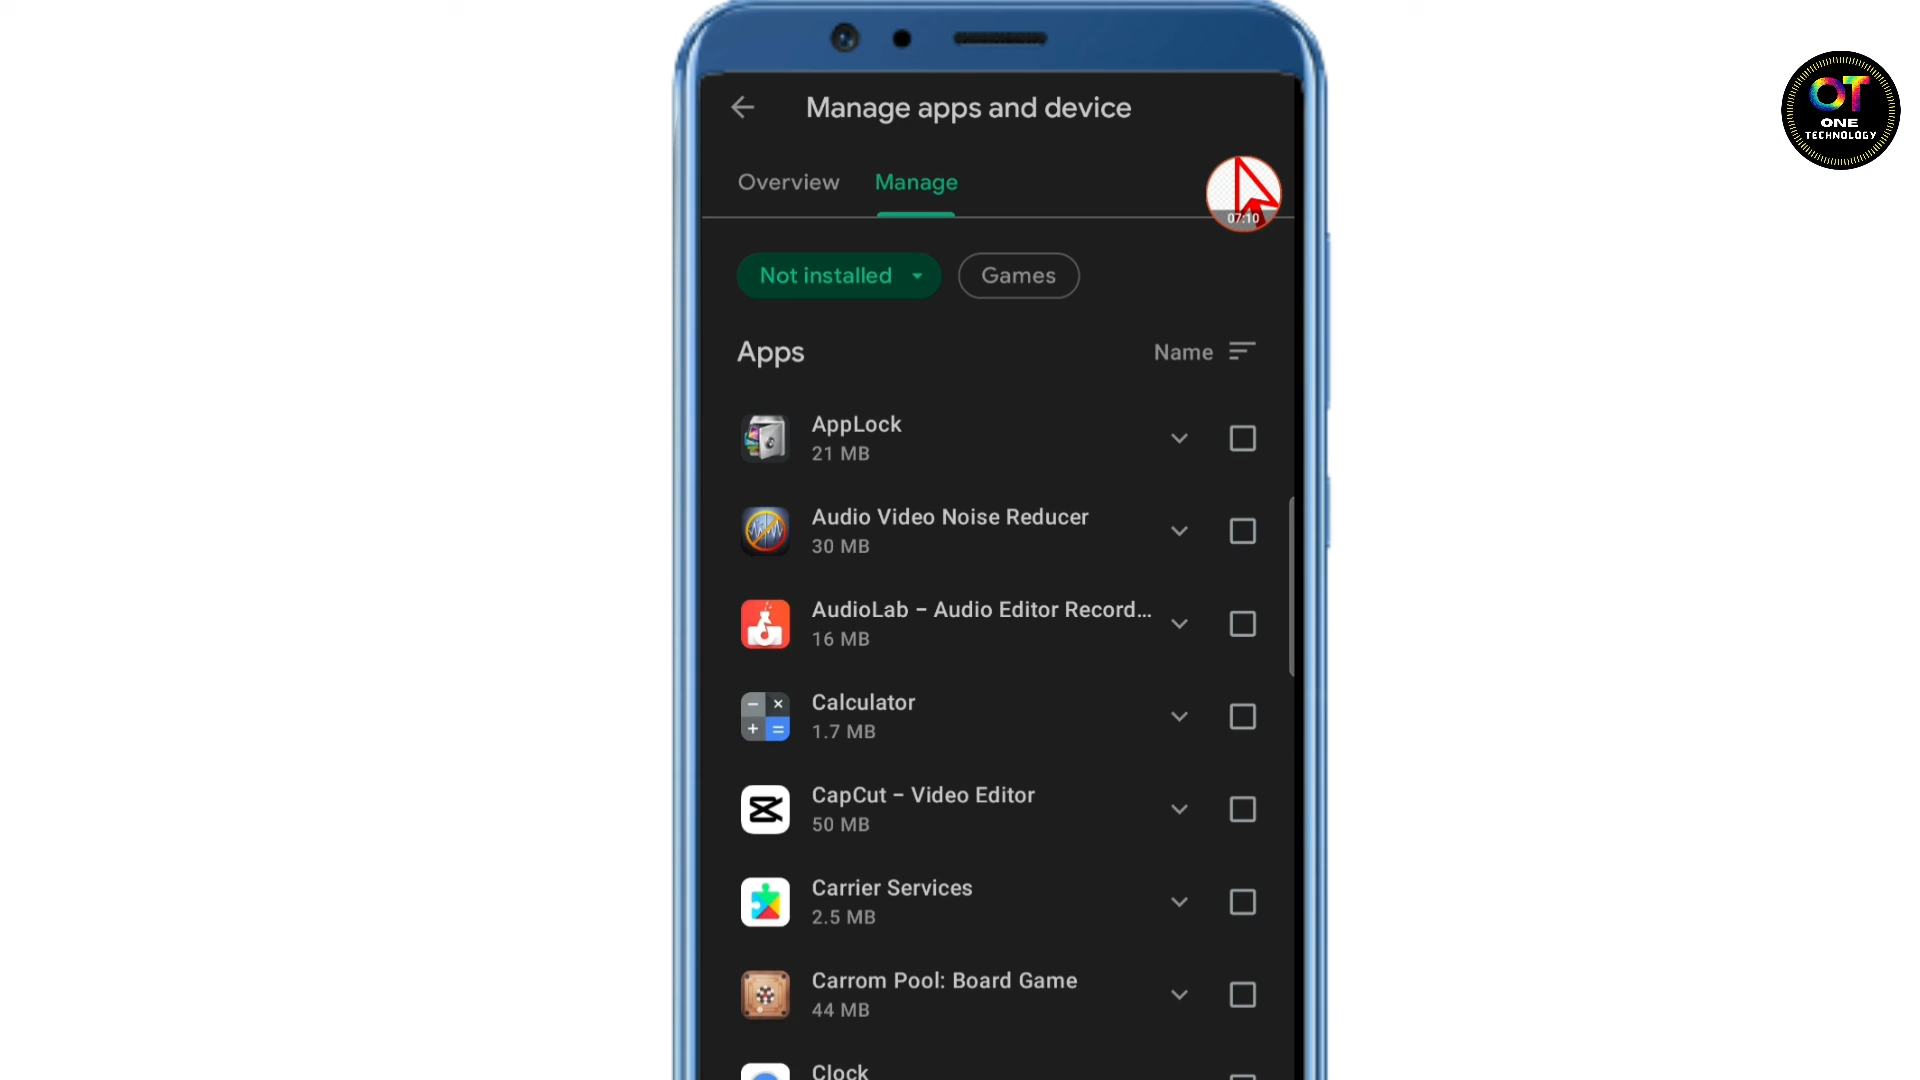 OT
ONE
TECHNOLOGY
Manage apps and device
Overview Manage
07:10
Not installed Games
Apps Name
AppLock
21 MB
Audio Video Noise Reducer
30 MB
AudioLab – Audio Editor Record...
16 MB
Calculator
1.7 MB
CapCut – Video Editor
50 MB
Carrier Services
2.5 MB
Carrom Pool: Board Game
44 MB
Clock